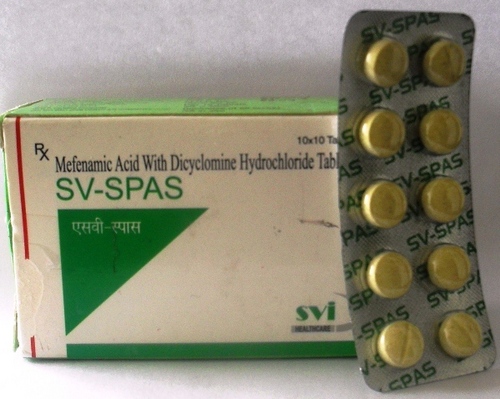 Rx
10x10 Ta
Mefenamic Acid With Dicyclomine Hydrochloride Tabl
SV-SPAS
एसवी-स्पास
svi
HEALTHCARE
SV-SPAS
SV-SPAS
SV-SPAS
SV-SPAS
SV-SPAS